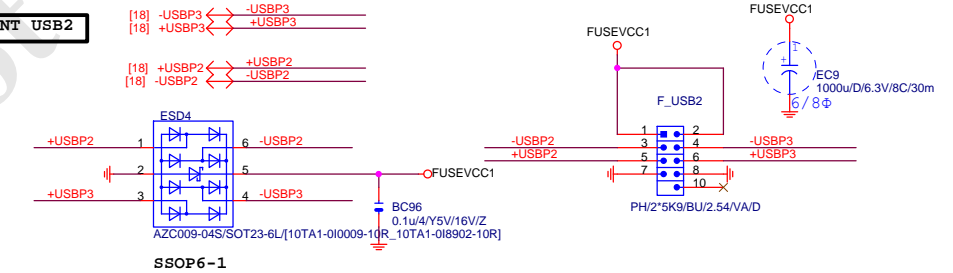 NT USB2
[18] -USBP3 -USBP3
[18] +USBP3 +USBP3
[18] +USBP2 +USBP2
[18] -USBP2 -USBP2
FUSEVCC1
FUSEVCC1
EC9
1000u/D/6.3V/8C/30m
6/8Φ
1
+
ESD4
+USBP2 1 6 -USBP2
2 5 FUSEVCC1
+USBP3 3 4 -USBP3
BC96
0.1u/4/Y5V/16V/Z
AZC009-04S/SOT23-6L/[10TA1-0I0009-10R_10TA1-0I8902-10R]
SSOP6-1
F_USB2
1 2
-USBP2 3 4 -USBP3
+USBP2 5 6 +USBP3
7 8
10
PH/2*5K9/BU/2.54/VA/D